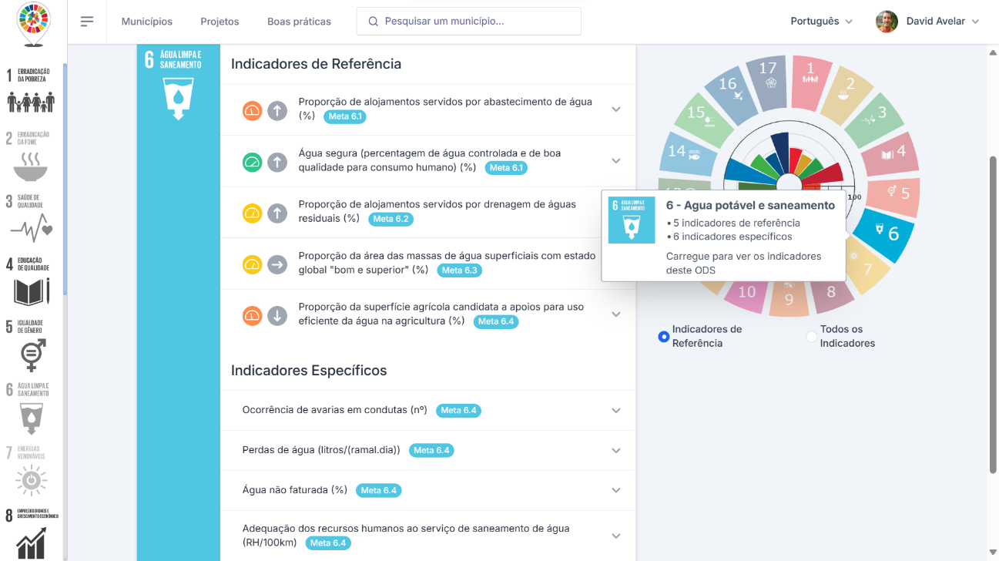 Municípios
Projetos
Boas práticas
Pesquisar um município...
Português
David Avelar
1 ERRADICAÇÃO
DA POBREZA
2 ERRADICAÇÃO
DA FOME
3 SAÚDE DE
QUALIDADE
4 EDUCAÇÃO
DE QUALIDADE
5 IGUALDADE
DE GÉNERO
6 ÁGUA LIMPA E
SANEAMENTO
7 ENERGIAS
RENOVÁVEIS
8 EMPREGOS DIGNOS E
CRESCIMENTO ECONÓMICO
6 ÁGUA LIMPA E
SANEAMENTO
Indicadores de Referência
Proporção de alojamentos servidos por abastecimento de água
(%) Meta 6.1
Água segura (percentagem de água controlada e de boa
qualidade para consumo humano) (%) Meta 6.1
Proporção de alojamentos servidos por drenagem de águas
residuais (%) Meta 6.2
Proporção da área das massas de água superficiais com estado
global "bom e superior" (%) Meta 6.3
Proporção da superfície agrícola candidata a apoios para uso
eficiente da água na agricultura (%) Meta 6.4
Indicadores Específicos
Ocorrência de avarias em condutas (nº) Meta 6.4
Perdas de água (litros/(ramal.dia)) Meta 6.4
Água não faturada (%) Meta 6.4
Adequação dos recursos humanos ao serviço de saneamento de água
(RH/100km) Meta 6.4
17
1
16
2
15
3
14
4
5
100
6
7
8
9
10
6 ÁGUA LIMPA E
SANEAMENTO
6 - Agua potável e saneamento
• 5 indicadores de referência
• 6 indicadores específicos
Carregue para ver os indicadores
deste ODS
Indicadores de
Referência
Todos os
Indicadores